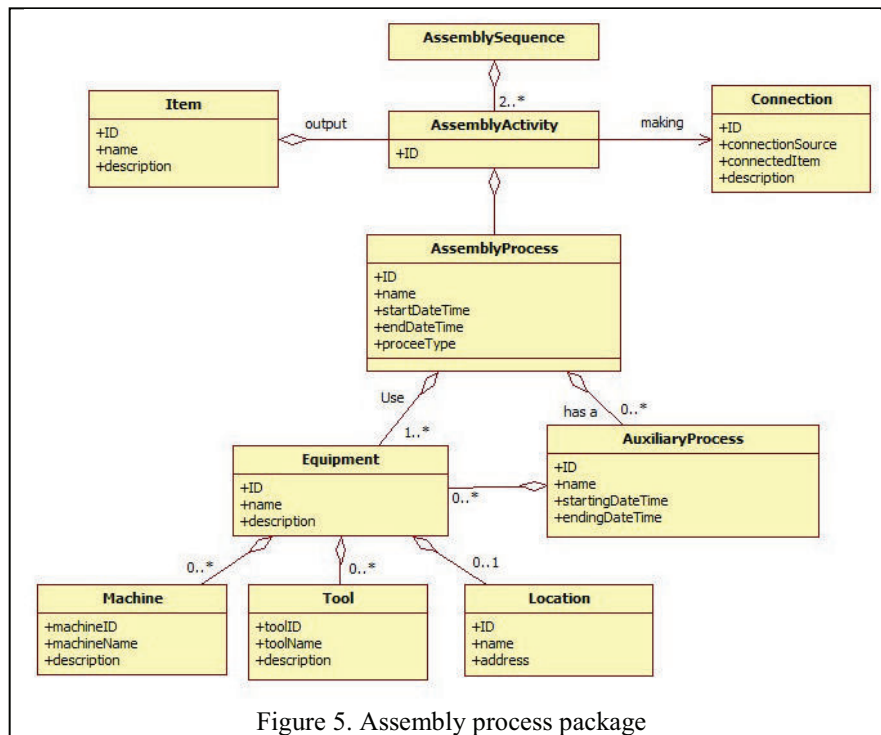 AssemblySequence
2..*
Item
+ID
+name
+description
output
AssemblyActivity
+ID
making
Connection
+ID
+connectionSource
+connectedItem
+description
AssemblyProcess
+ID
+name
+startDateTime
+endDateTime
+proceeType
Use
1..*
has a
0..*
Equipment
+ID
+name
+description
0..*
AuxiliaryProcess
+ID
+name
+startingDateTime
+endingDateTime
0..*
0..*
0..1
Machine
+machineID
+machineName
+description
Tool
+toolID
+toolName
+description
Location
+ID
+name
+address
Figure 5. Assembly process package